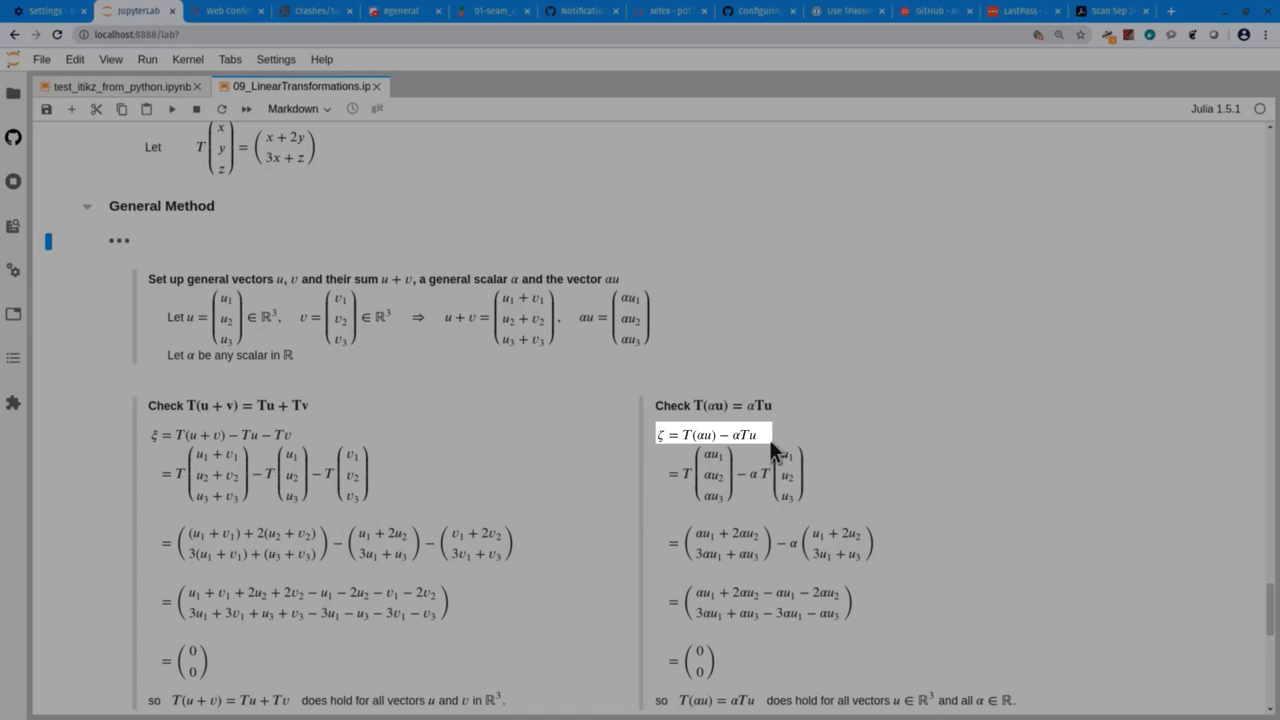 Settings - A
JupyterLab
Web Confe
Crashes/Sa
#general
01-seam_c
Notificatio
xetex - pdf
Configuring
Use 1Passw
GitHub - A
LastPass -
Scan Sep 2
localhost:8888/lab?
File Edit View Run Kernel Tabs Settings Help
test_itikz_from_python.ipynb
09_LinearTransformations.ip
Markdown
git
Julia 1.5.1
Let T (x y z) = (x + 2y 3x + z)
General Method
•••
Set up general vectors u, v and their sum u + v, a general scalar α and the vector αu
Let u = (u₁ u₂ u₃) ∈ ℝ³, v = (v₁ v₂ v₃) ∈ ℝ³ ⇒ u + v = (u₁ + v₁ u₂ + v₂ u₃ + v₃), αu = (αu₁ αu₂ αu₃)
Let α be any scalar in ℝ
Check T(u + v) = Tu + Tv
ξ = T(u + v) − Tu − Tv
= T (u₁ + v₁ u₂ + v₂ u₃ + v₃) − T (u₁ u₂ u₃) − T (v₁ v₂ v₃)
= ((u₁ + v₁) + 2(u₂ + v₂) 3(u₁ + v₁) + (u₃ + v₃)) − (u₁ + 2u₂ 3u₁ + u₃) − (v₁ + 2v₂ 3v₁ + v₃)
= (u₁ + v₁ + 2u₂ + 2v₂ − u₁ − 2u₂ − v₁ − 2v₂ 3u₁ + 3v₁ + u₃ + v₃ − 3u₁ − u₃ − 3v₁ − v₃)
= (0 0)
so T(u + v) = Tu + Tv does hold for all vectors u and v in ℝ³.
Check T(αu) = αTu
ζ = T(αu) − αTu
= T (αu₁ αu₂ αu₃) − α T (u₁ u₂ u₃)
= (αu₁ + 2αu₂ 3αu₁ + αu₃) − α (u₁ + 2u₂ 3u₁ + u₃)
= (αu₁ + 2αu₂ − αu₁ − 2αu₂ 3αu₁ + αu₃ − 3αu₁ − αu₃)
= (0 0)
so T(αu) = αTu does hold for all vectors u ∈ ℝ³ and all α ∈ ℝ.